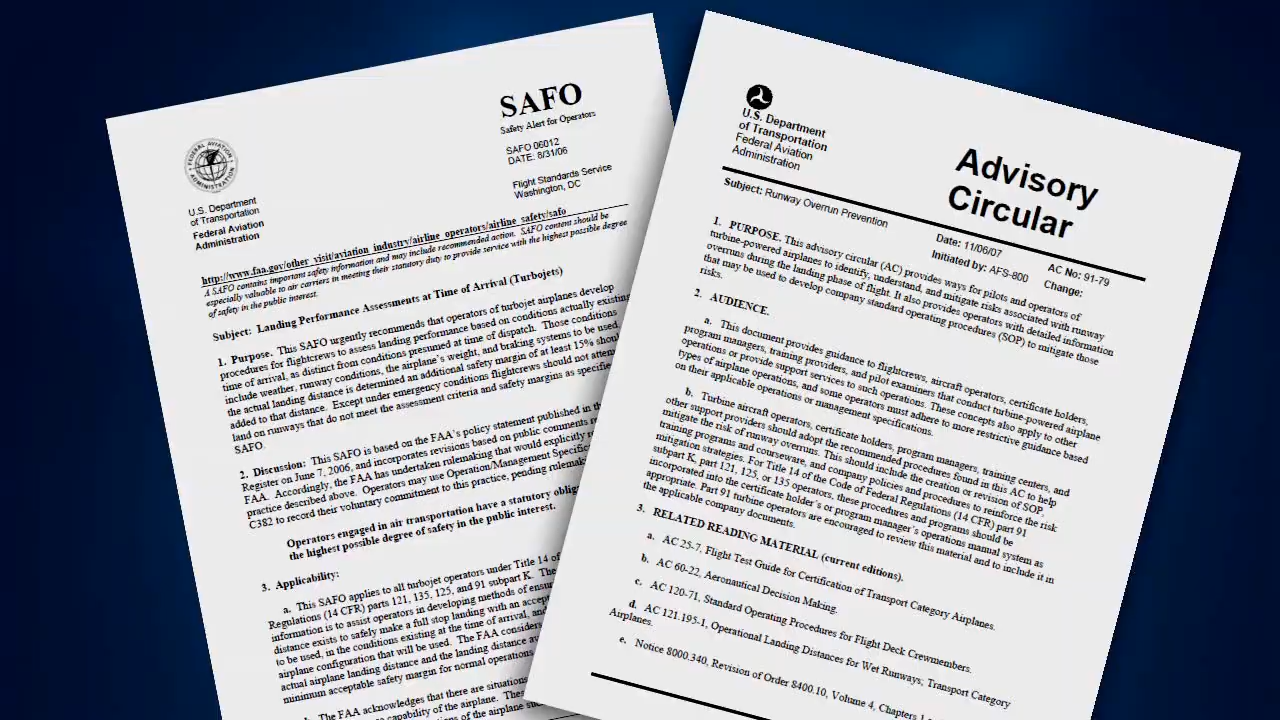 FEDERAL AVIATION
ADMINISTRATION
SAFO
Safety Alert for Operators
SAFO 06012
DATE: 8/31/06
Flight Standards Service
Washington, DC
U.S. Department
of Transportation
Federal Aviation
Administration
http://www.faa.gov/other_visit/aviation_industry/airline_operators/airline_safety/safo
A SAFO contains important safety information and may include recommended action. SAFO content should be
especially valuable to air carriers in meeting their statutory duty to provide service with the highest possible degree
of safety in the public interest.
Subject: Landing Performance Assessments at Time of Arrival (Turbojets)
1. Purpose. This SAFO urgently recommends that operators of turbojet airplanes develop
procedures for flightcrews to assess landing performance based on conditions actually existing
time of arrival, as distinct from conditions presumed at time of dispatch. Those conditions
include weather, runway conditions, the airplane's weight, and braking systems to be used.
the actual landing distance is determined an additional safety margin of at least 15% shou
added to that distance. Except under emergency conditions flightcrews should not attem
land on runways that do not meet the assessment criteria and safety margins as specifie
SAFO.
2. Discussion: This SAFO is based on the FAA's policy statement published in th
Register on June 7, 2006, and incorporates revisions based on public comments re
FAA. Accordingly, the FAA has undertaken rulemaking that would explicitly r
practice described above. Operators may use Operation/Management Specific
C382 to record their voluntary commitment to this practice, pending rulemak
Operators engaged in air transportation have a statutory oblig
the highest possible degree of safety in the public interest.
3. Applicability:
a. This SAFO applies to all turbojet operators under Title 14 of
Regulations (14 CFR) parts 121, 135, 125, and 91 subpart K. The
information is to assist operators in developing methods of ensur
distance exists to safely make a full stop landing with an accep
to be used, in the conditions existing at the time of arrival, and
airplane configuration that will be used. The FAA consider
actual airplane landing distance and the landing distance av
minimum acceptable safety margin for normal operations
b. The FAA acknowledges that there are situations
capability of the airplane. These
of the airplane suc
U.S. Department
of Transportation
Federal Aviation
Administration
Advisory
Circular
Subject: Runway Overrun Prevention
Date: 11/06/07
Initiated by: AFS-800
AC No: 91-79
Change:
1. PURPOSE. This advisory circular (AC) provides ways for pilots and operators of
turbine-powered airplanes to identify, understand, and mitigate risks associated with runway
overruns during the landing phase of flight. It also provides operators with detailed information
that may be used to develop company standard operating procedures (SOP) to mitigate those
risks.
2. AUDIENCE.
a. This document provides guidance to flightcrews, aircraft operators, certificate holders,
program managers, training providers, and pilot examiners that conduct turbine-powered airplane
operations or provide support services to such operations. These concepts also apply to other
types of airplane operations, and some operators must adhere to more restrictive guidance based
on their applicable operations or management specifications.
b. Turbine aircraft operators, certificate holders, program managers, training centers, and
other support providers should adopt the recommended procedures found in this AC to help
mitigate the risk of runway overruns. This should include the creation or revision of SOP,
training programs and courseware, and company policies and procedures to reinforce the risk
mitigation strategies. For Title 14 of the Code of Federal Regulations (14 CFR) part 91
subpart K, part 121, 125, or 135 operators, these procedures and programs should be
incorporated into the certificate holder's or program manager's operations manual system as
appropriate. Part 91 turbine operators are encouraged to review this material and to include it in
the applicable company documents.
3. RELATED READING MATERIAL (current editions).
a. AC 25-7, Flight Test Guide for Certification of Transport Category Airplanes.
b. AC 60-22, Aeronautical Decision Making.
c. AC 120-71, Standard Operating Procedures for Flight Deck Crewmembers.
d. AC 121.195-1, Operational Landing Distances for Wet Runways; Transport Category
Airplanes.
e. Notice 8000.340, Revision of Order 8400.10, Volume 4, Chapters